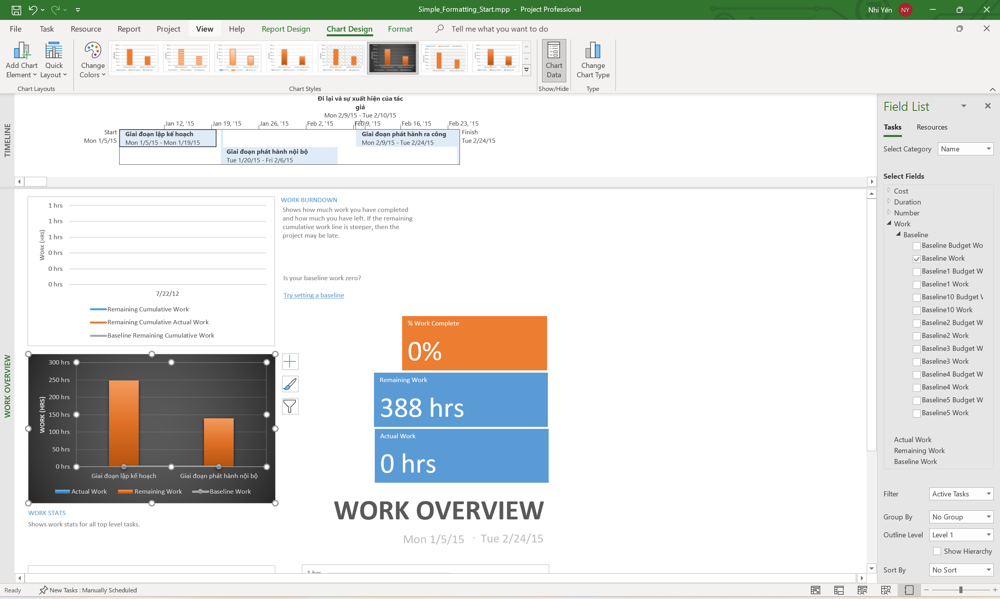 Simple_Formatting_Start.mpp - Project Professional
Nhi Yến
NY
File
Task
Resource
Report
Project
View
Help
Report Design
Chart Design
Format
Tell me what you want to do
Add Chart Element
Quick Layout
Change Colors
Chart Data
Change Chart Type
Chart Layouts
Chart Styles
Show/Hide
Type
TIMELINE
Đi lại và sự xuất hiện của tác
giả
Mon 2/9/15 - Tue 2/10/15
Jan 12, '15
Jan 19, '15
Jan 26, '15
Feb 2, '15
Feb 9, '15
Feb 16, '15
Feb 23, '15
Start
Mon 1/5/15
Giai đoạn lập kế hoạch
Mon 1/5/15 - Mon 1/19/15
Giai đoạn phát hành ra công
Mon 2/9/15 - Tue 2/24/15
Finish
Tue 2/24/15
Giai đoạn phát hành nội bộ
Tue 1/20/15 - Fri 2/6/15
WORK OVERVIEW
1 hrs
1 hrs
1 hrs
0 hrs
0 hrs
0 hrs
WORK (HRS)
7/22/12
Remaining Cumulative Work
Remaining Cumulative Actual Work
Baseline Remaining Cumulative Work
WORK BURNDOWN
Shows how much work you have completed
and how much you have left. If the remaining
cumulative work line is steeper, then the
project may be late.
Is your baseline work zero?
Try setting a baseline
% Work Complete
0%
Remaining Work
388 hrs
Actual Work
0 hrs
300 hrs
250 hrs
200 hrs
150 hrs
100 hrs
50 hrs
0 hrs
WORK (HRS)
Giai đoạn lập kế hoạch
Giai đoạn phát hành nội bộ
Actual Work
Remaining Work
Baseline Work
WORK STATS
Shows work stats for all top level tasks.
WORK OVERVIEW
Mon 1/5/15 - Tue 2/24/15
1 hrs
Field List
Tasks
Resources
Select Category
Name
Select Fields
Cost
Duration
Number
Work
Baseline
Baseline Budget Wo
Baseline Work
Baseline1 Budget W
Baseline1 Work
Baseline10 Budget W
Baseline10 Work
Baseline2 Budget W
Baseline2 Work
Baseline3 Budget W
Baseline3 Work
Baseline4 Budget W
Baseline4 Work
Baseline5 Budget W
Baseline5 Work
Actual Work
Remaining Work
Baseline Work
Filter
Active Tasks
Group By
No Group
Outline Level
Level 1
Show Hierarchy
Sort By
No Sort
Ready
New Tasks : Manually Scheduled